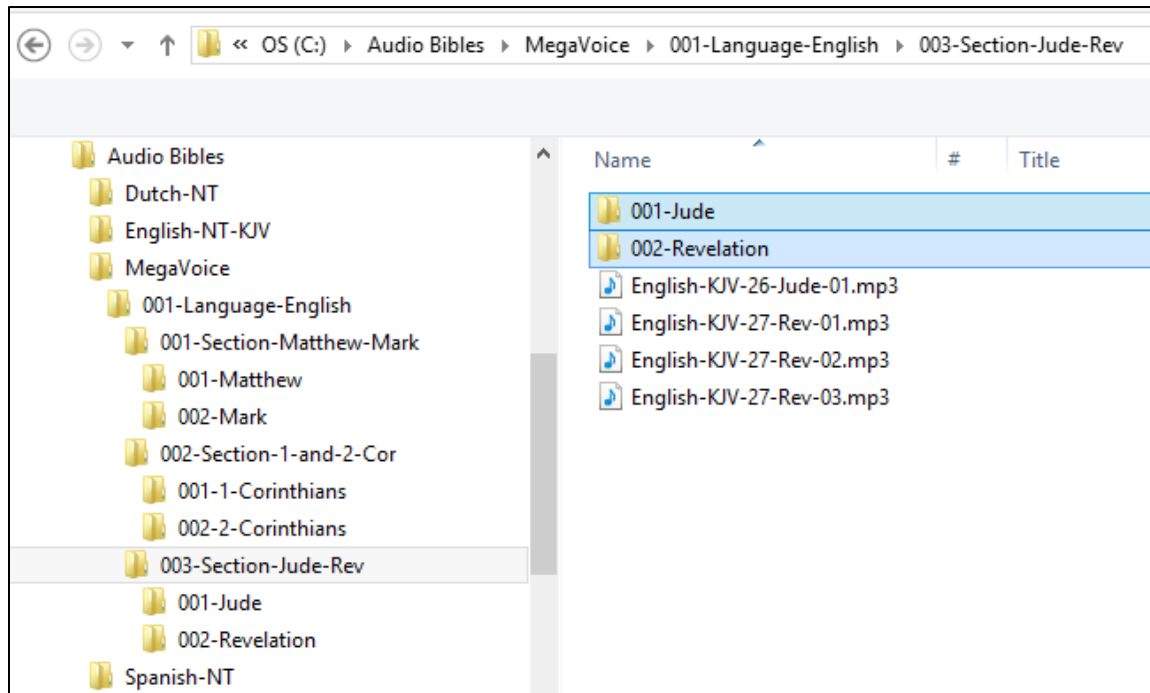 « OS (C:) ▸ Audio Bibles ▸ MegaVoice ▸ 001-Language-English ▸ 003-Section-Jude-Rev
Audio Bibles
Dutch-NT
English-NT-KJV
MegaVoice
001-Language-English
001-Section-Matthew-Mark
001-Matthew
002-Mark
002-Section-1-and-2-Cor
001-1-Corinthians
002-2-Corinthians
003-Section-Jude-Rev
001-Jude
002-Revelation
Spanish-NT
Name # Title
001-Jude
002-Revelation
English-KJV-26-Jude-01.mp3
English-KJV-27-Rev-01.mp3
English-KJV-27-Rev-02.mp3
English-KJV-27-Rev-03.mp3